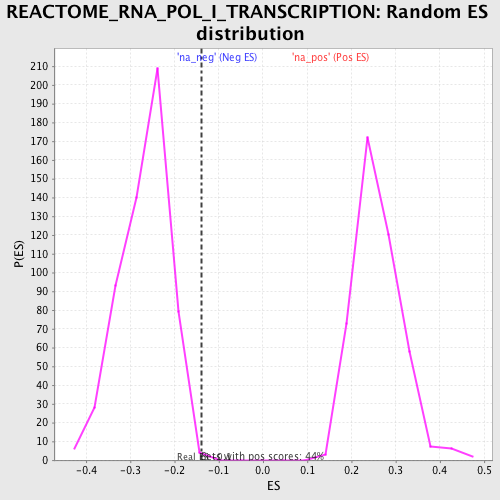 REACTOME_RNA_POL_I_TRANSCRIPTION: Random ES
distribution
'na_neg' (Neg ES)
'na_pos' (Pos ES)
210
200
190
180
170
160
150
140
130
120
110
100
90
80
70
60
50
40
30
20
10
0
P(ES)
Real
with pos scores: 44%
-0.4 -0.3 -0.2 -0.1 0.0 0.1 0.2 0.3 0.4 0.5
ES